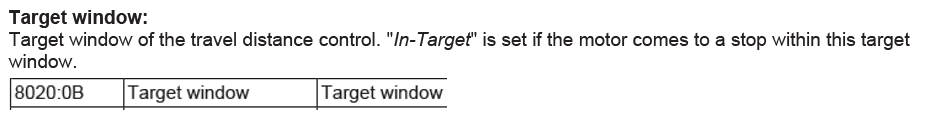 Target window:
Target window of the travel distance control. "In-Target" is set if the motor comes to a stop within this target
window.
8020:0B Target window Target window